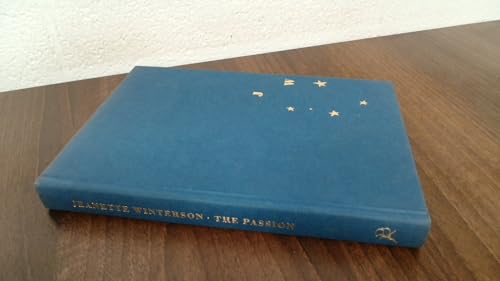 J W
JEANETTE WINTERSON · THE PASSION